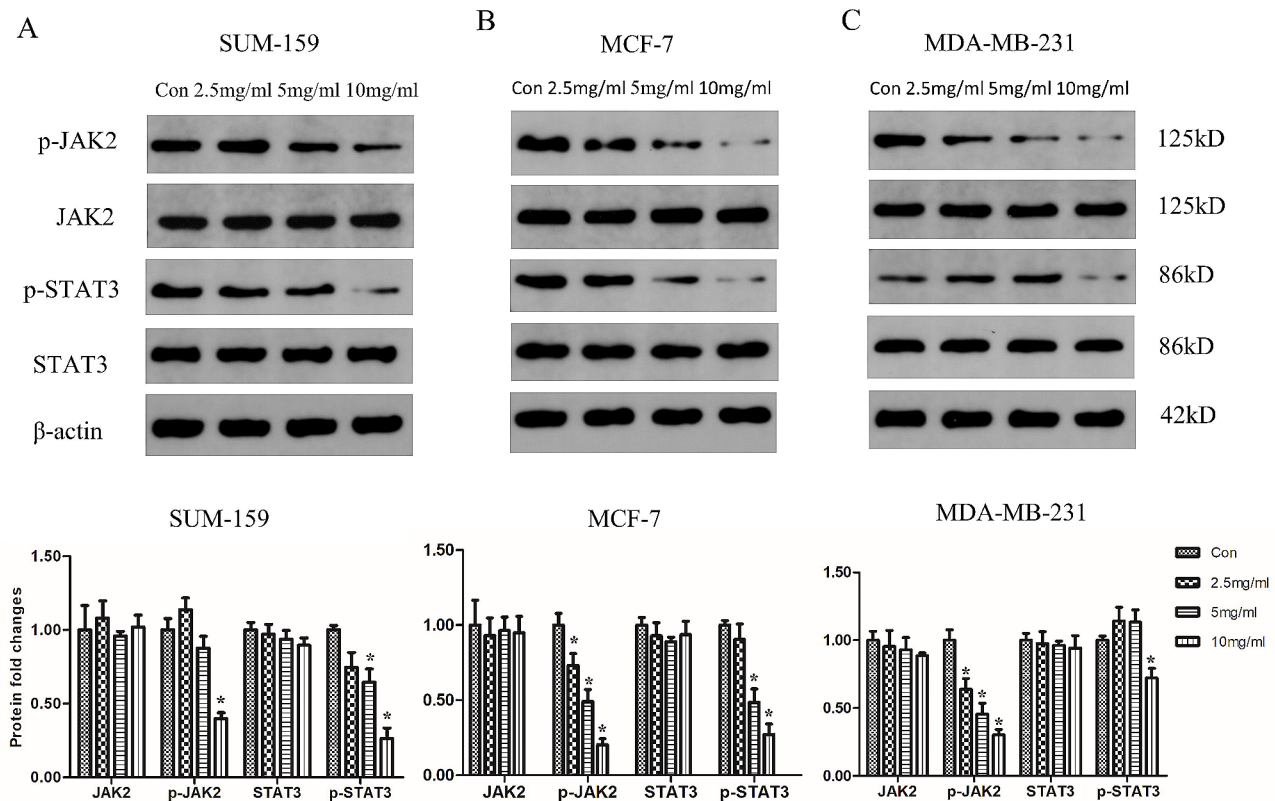 A
B
C
SUM-159
MCF-7
MDA-MB-231
Con 2.5mg/ml 5mg/ml 10mg/ml
Con 2.5mg/ml 5mg/ml 10mg/ml
Con 2.5mg/ml 5mg/ml 10mg/ml
p-JAK2
125kD
JAK2
125kD
p-STAT3
86kD
STAT3
86kD
β-actin
42kD
SUM-159
Protein fold changes
1.50
1.00
0.50
0.00
*
*
*
JAK2 p-JAK2 STAT3 p-STAT3
MCF-7
1.50
1.00
0.50
0.00
*
*
*
*
*
JAK2 p-JAK2 STAT3 p-STAT3
MDA-MB-231
1.50
1.00
0.50
0.00
*
*
*
*
JAK2 p-JAK2 STAT3 p-STAT3
Con
2.5mg/ml
5mg/ml
10mg/ml